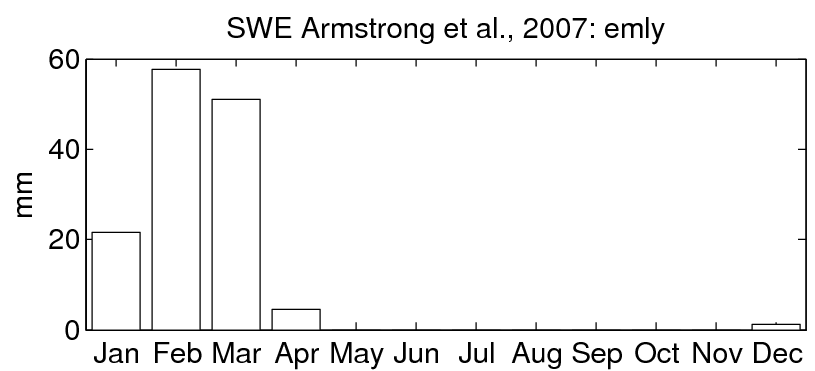 SWE Armstrong et al., 2007: emly
60
40
20
0
mm
Jan Feb Mar Apr May Jun Jul Aug Sep Oct Nov Dec